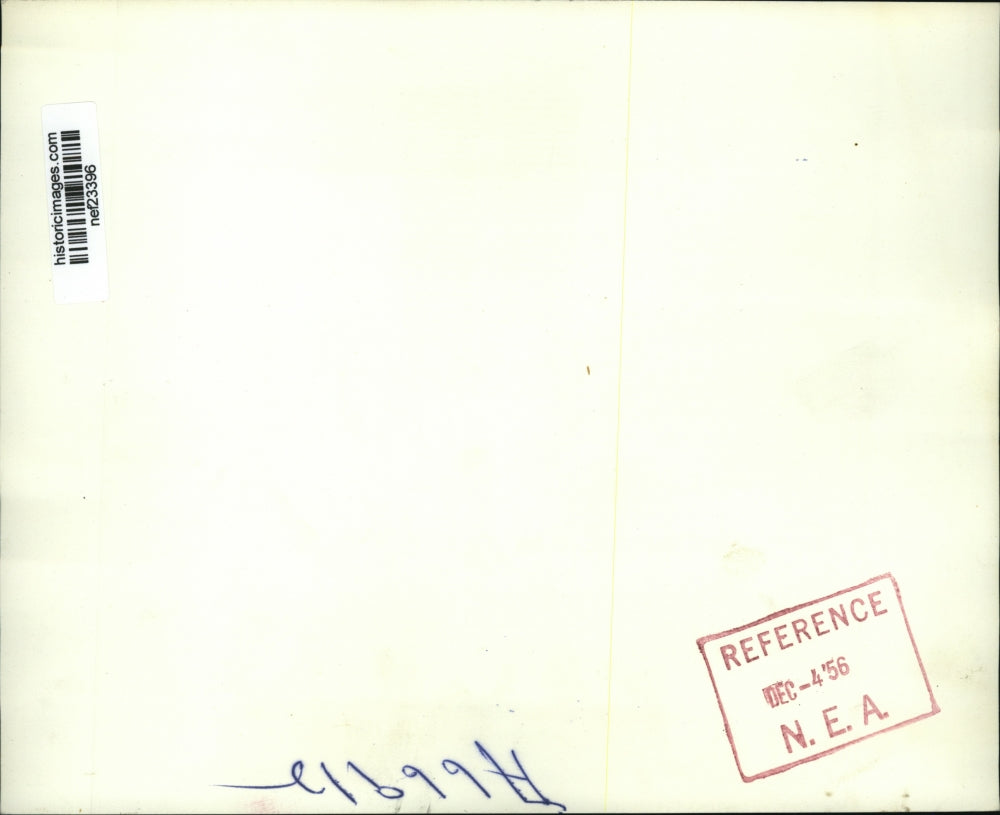 historicimages.com
nef23396
REFERENCE
DEC -4 '56
N. E. A.